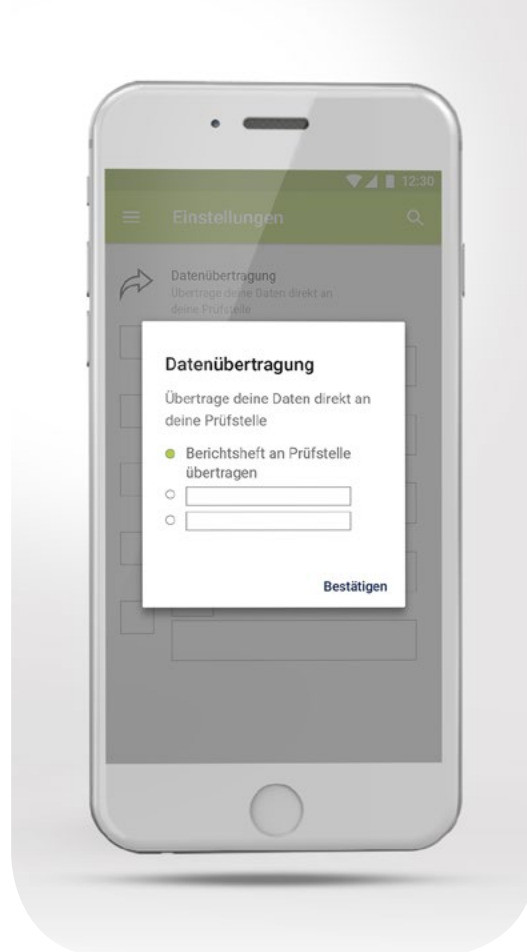 12:30
Einstellungen
Datenübertragung
Übertrage deine Daten direkt an
deine Prüfstelle
Datenübertragung
Übertrage deine Daten direkt an
deine Prüfstelle
Berichtsheft an Prüfstelle
übertragen
Bestätigen